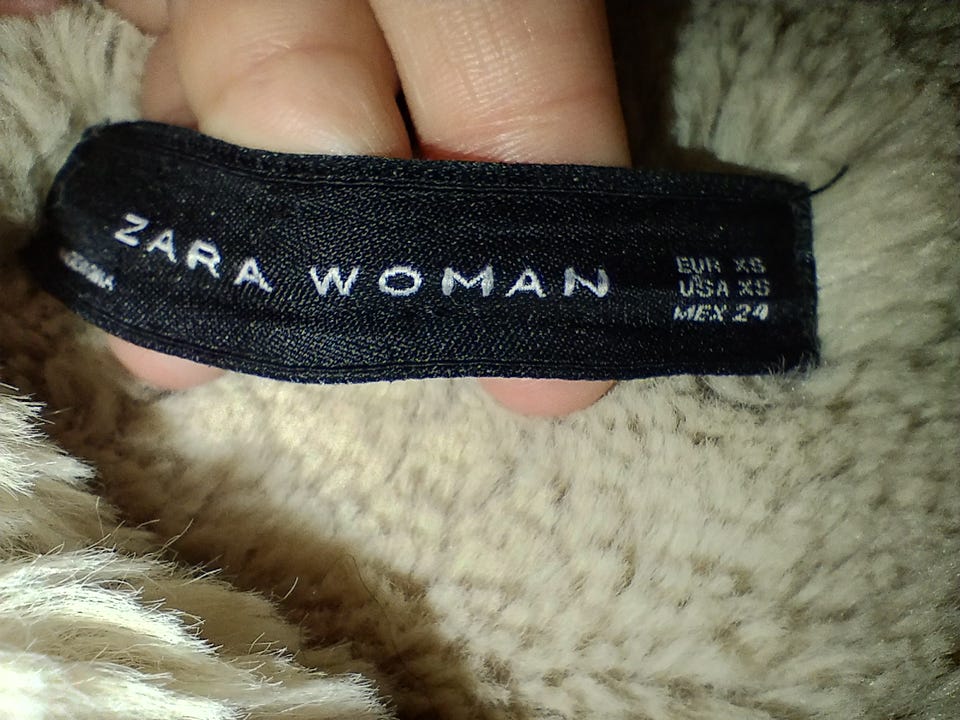 ZARA WOMAN
EUR XS
USA XS
MEX 24